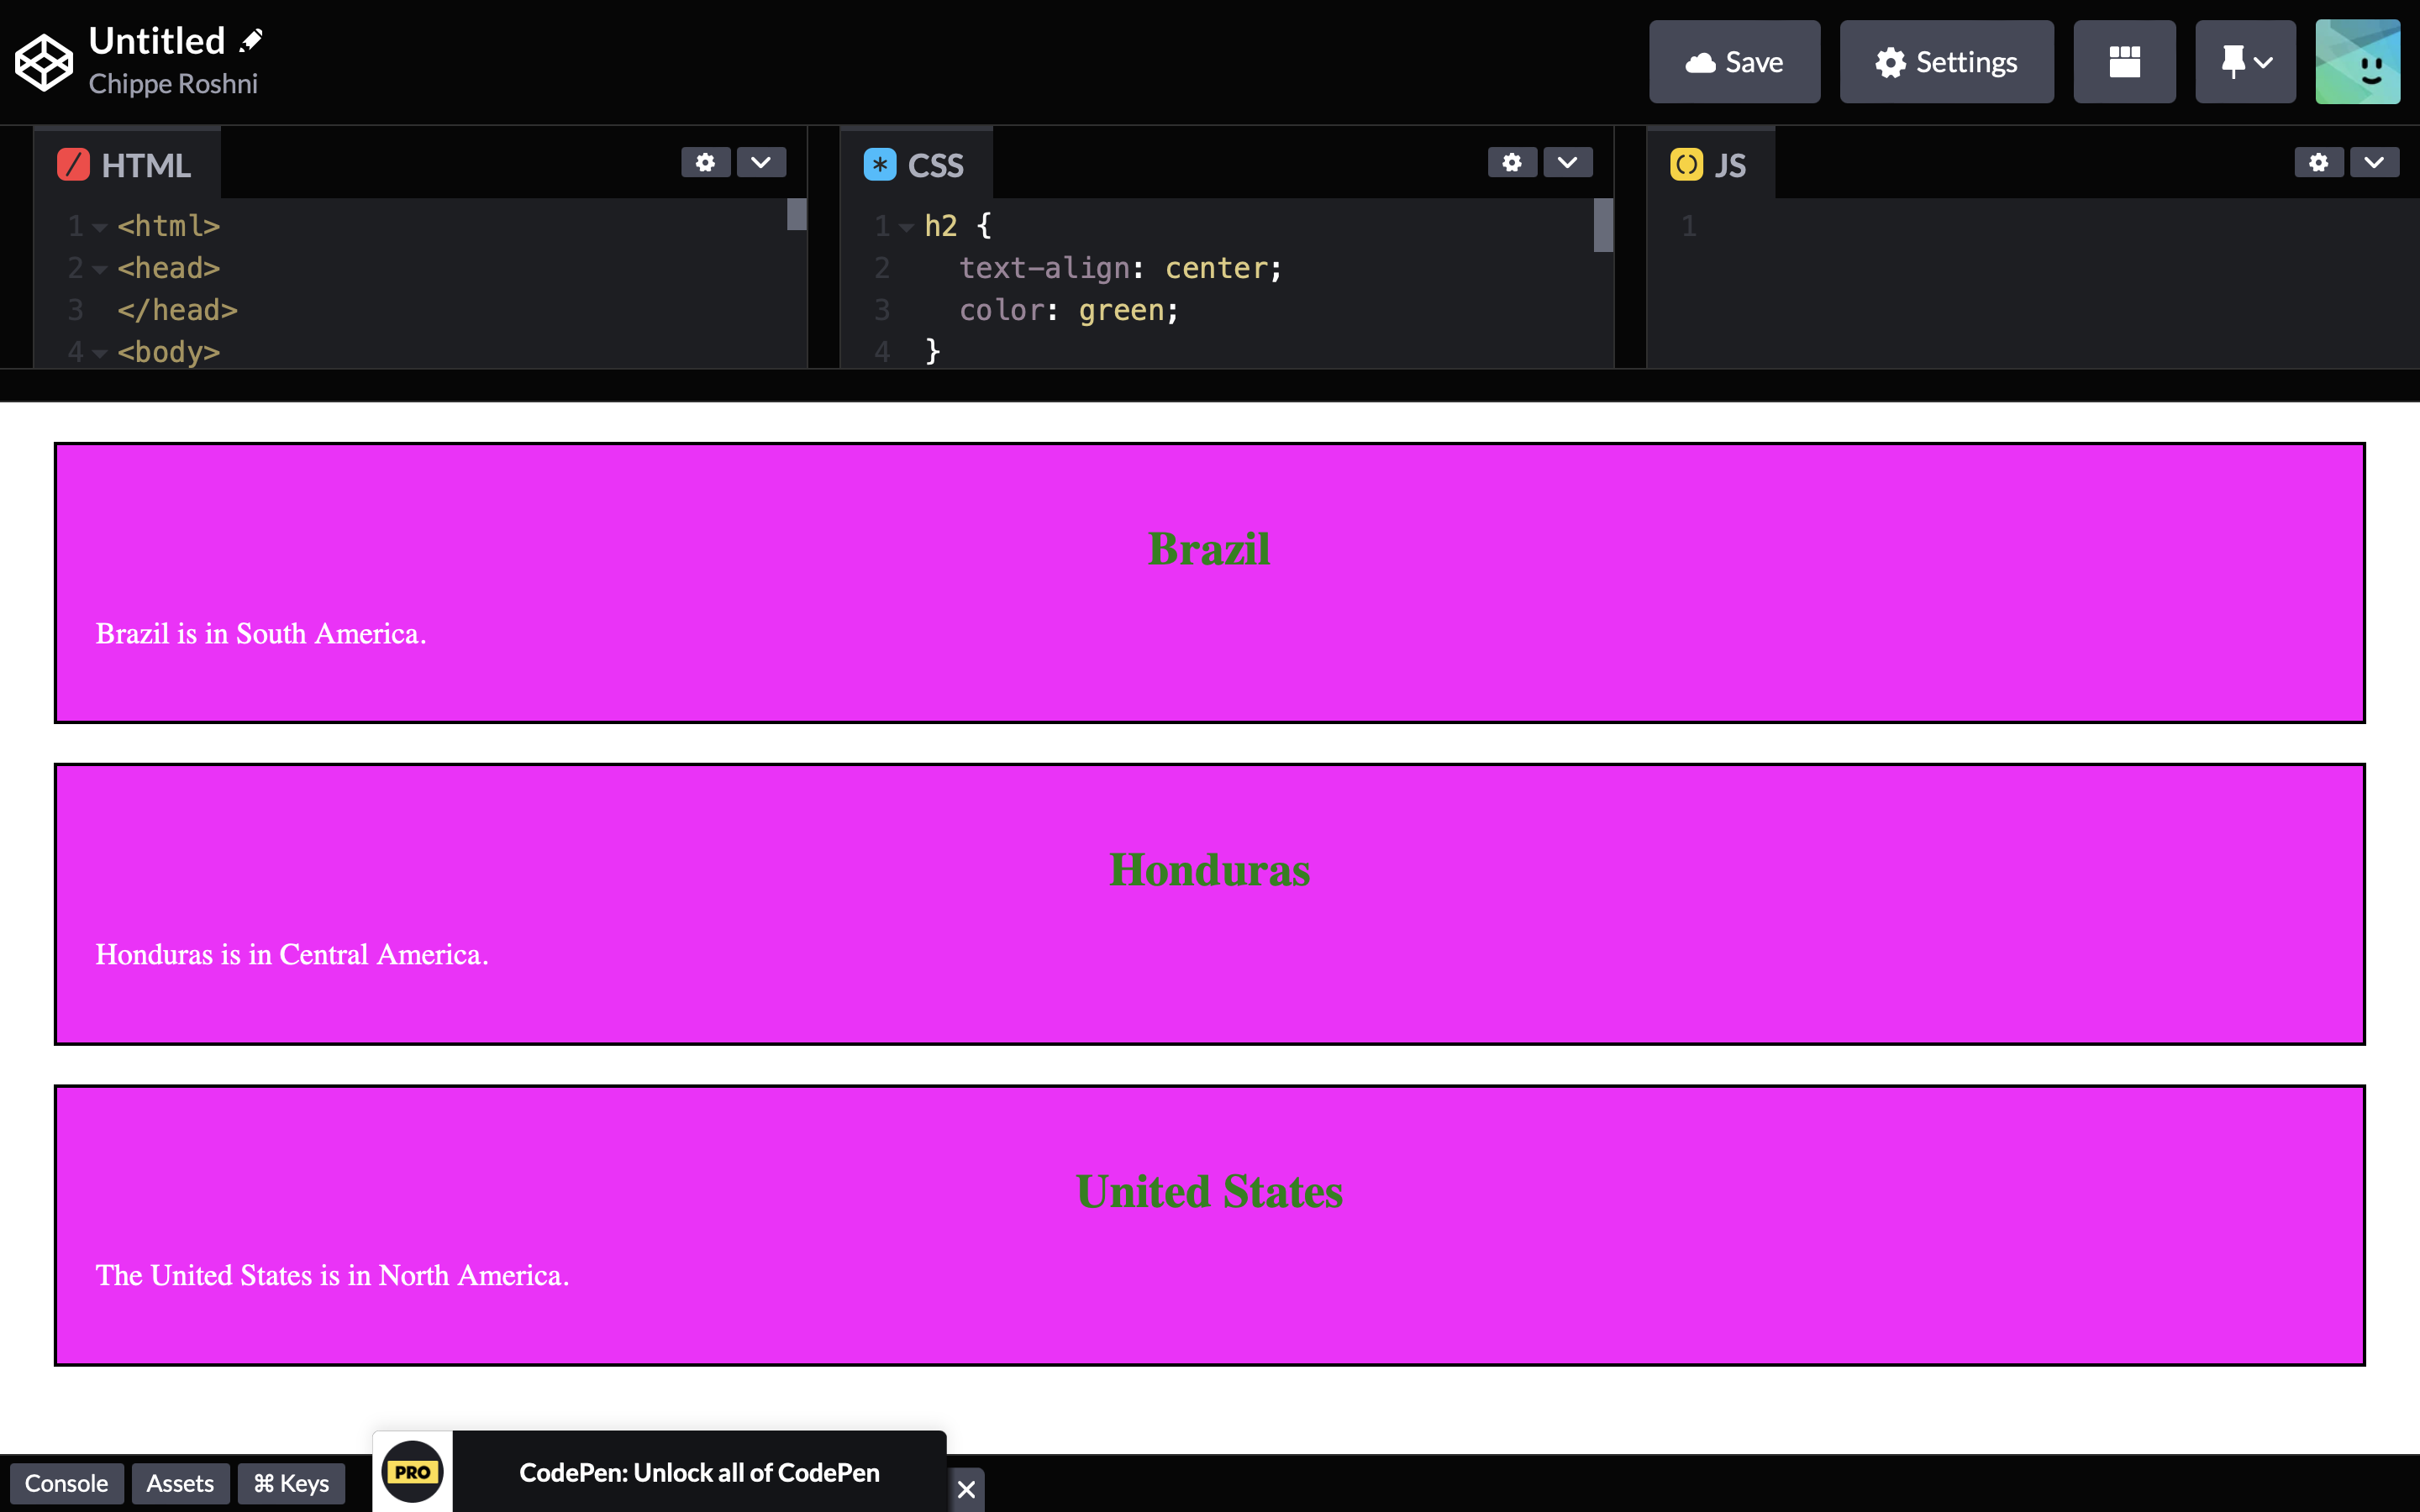 Untitled
Chippe Roshni
Save
Settings
HTML
CSS
JS
1 <html>
2 <head>
3 </head>
4 <body>
1 h2 {
2 text-align: center;
3 color: green;
4 }
1
Brazil
Brazil is in South America.
Honduras
Honduras is in Central America.
United States
The United States is in North America.
Console
Assets
⌘ Keys
PRO
CodePen: Unlock all of CodePen